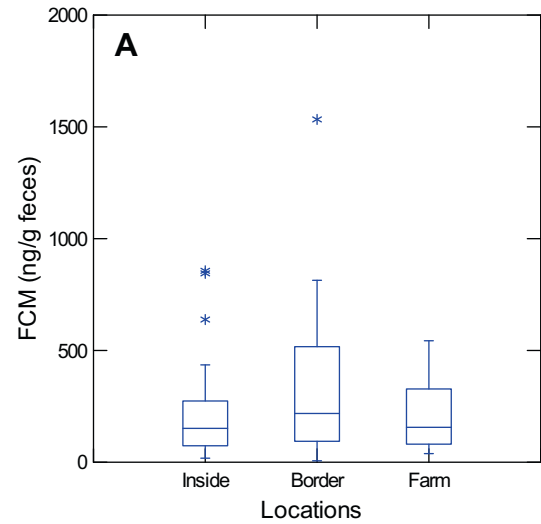 A
2000
1500
1000
500
0
FCM (ng/g feces)
Inside Border Farm
Locations